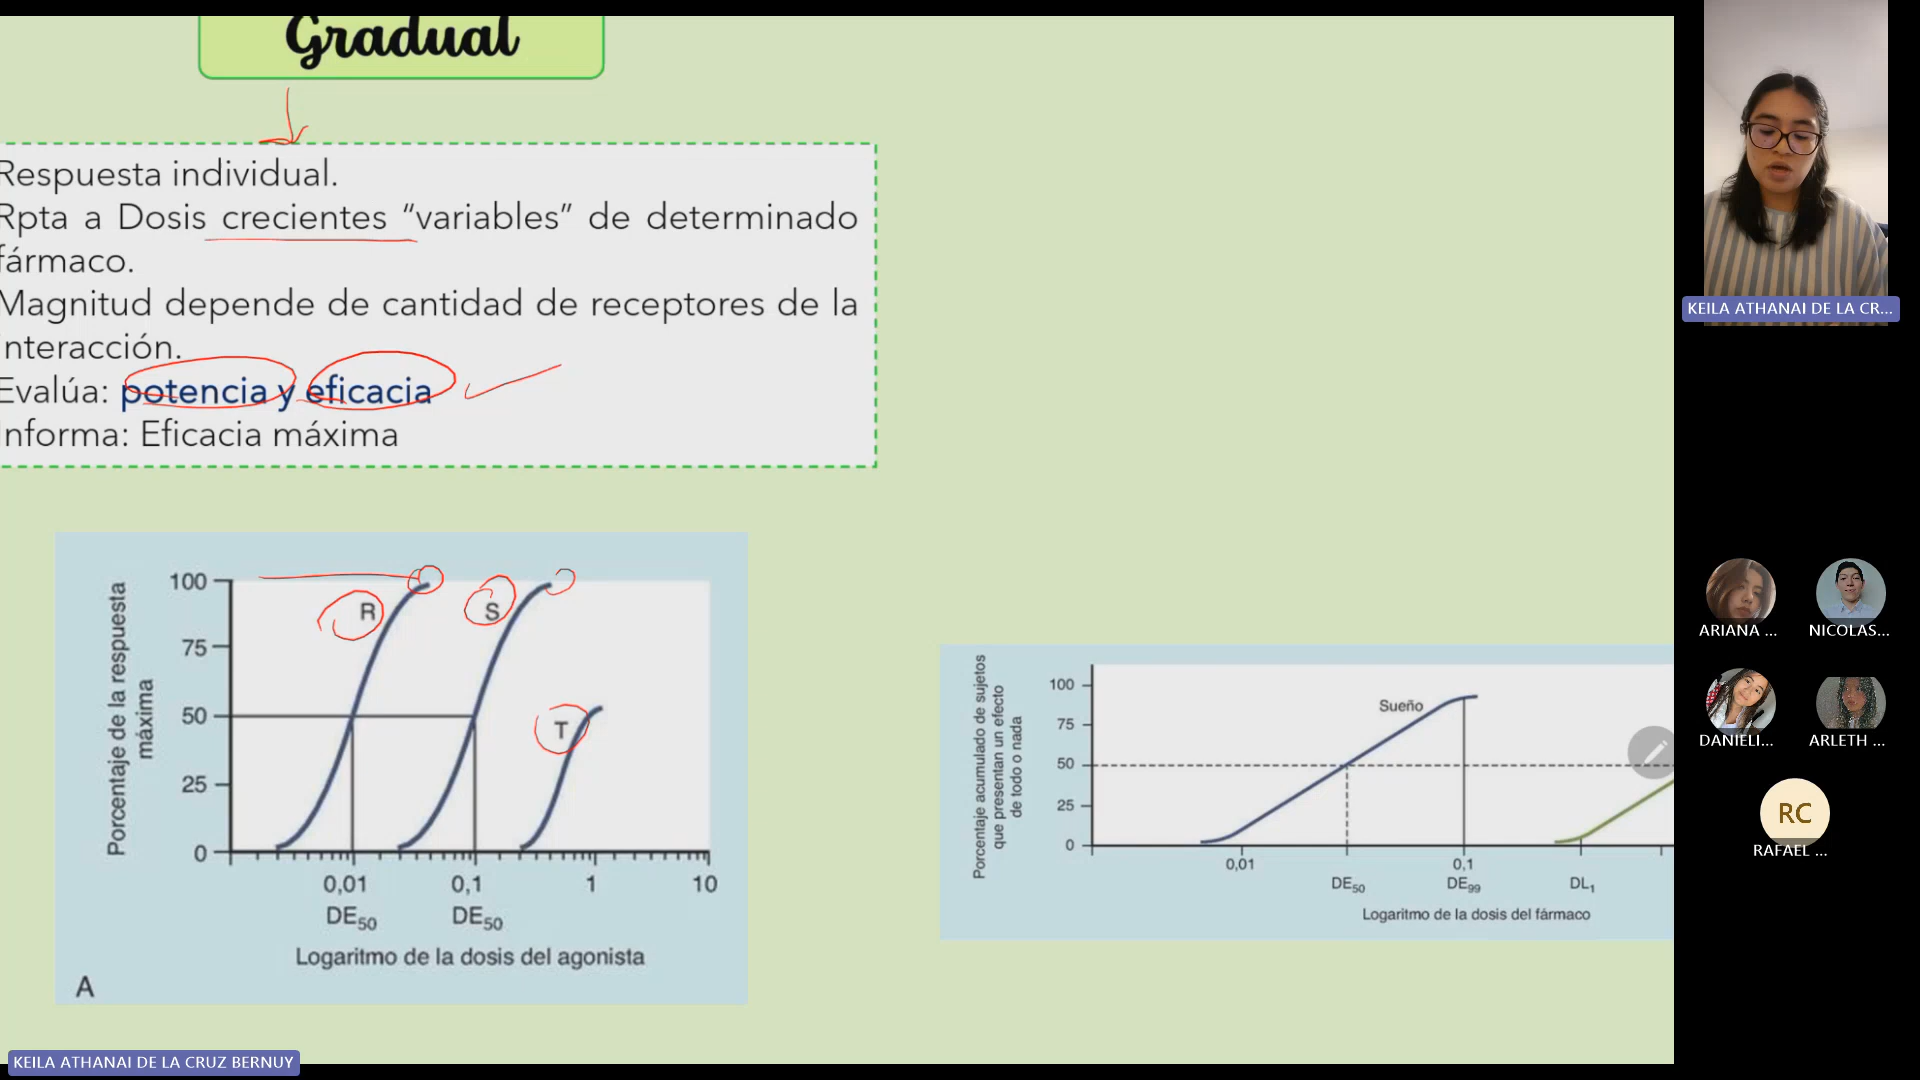 Gradual
Respuesta individual.
Rpta a Dosis crecientes “variables” de determinado
fármaco.
Magnitud depende de cantidad de receptores de la
interacción.
Evalúa: potencia y eficacia
Informa: Eficacia máxima
Porcentaje de la respuesta
máxima
100
75
50
25
0
R
S
T
0,01
0,1
1
10
DE50
DE50
Logaritmo de la dosis del agonista
A
Porcentaje acumulado de sujetos
que presentan un efecto
de todo o nada
100
75
50
25
0
Sueño
0,01
0,1
DE50
DE99
DL1
Logaritmo de la dosis del fármaco
KEILA ATHANAI DE LA CR...
ARIANA ...
NICOLAS...
DANIELI...
ARLETH ...
RC
RAFAEL ...
KEILA ATHANAI DE LA CRUZ BERNUY